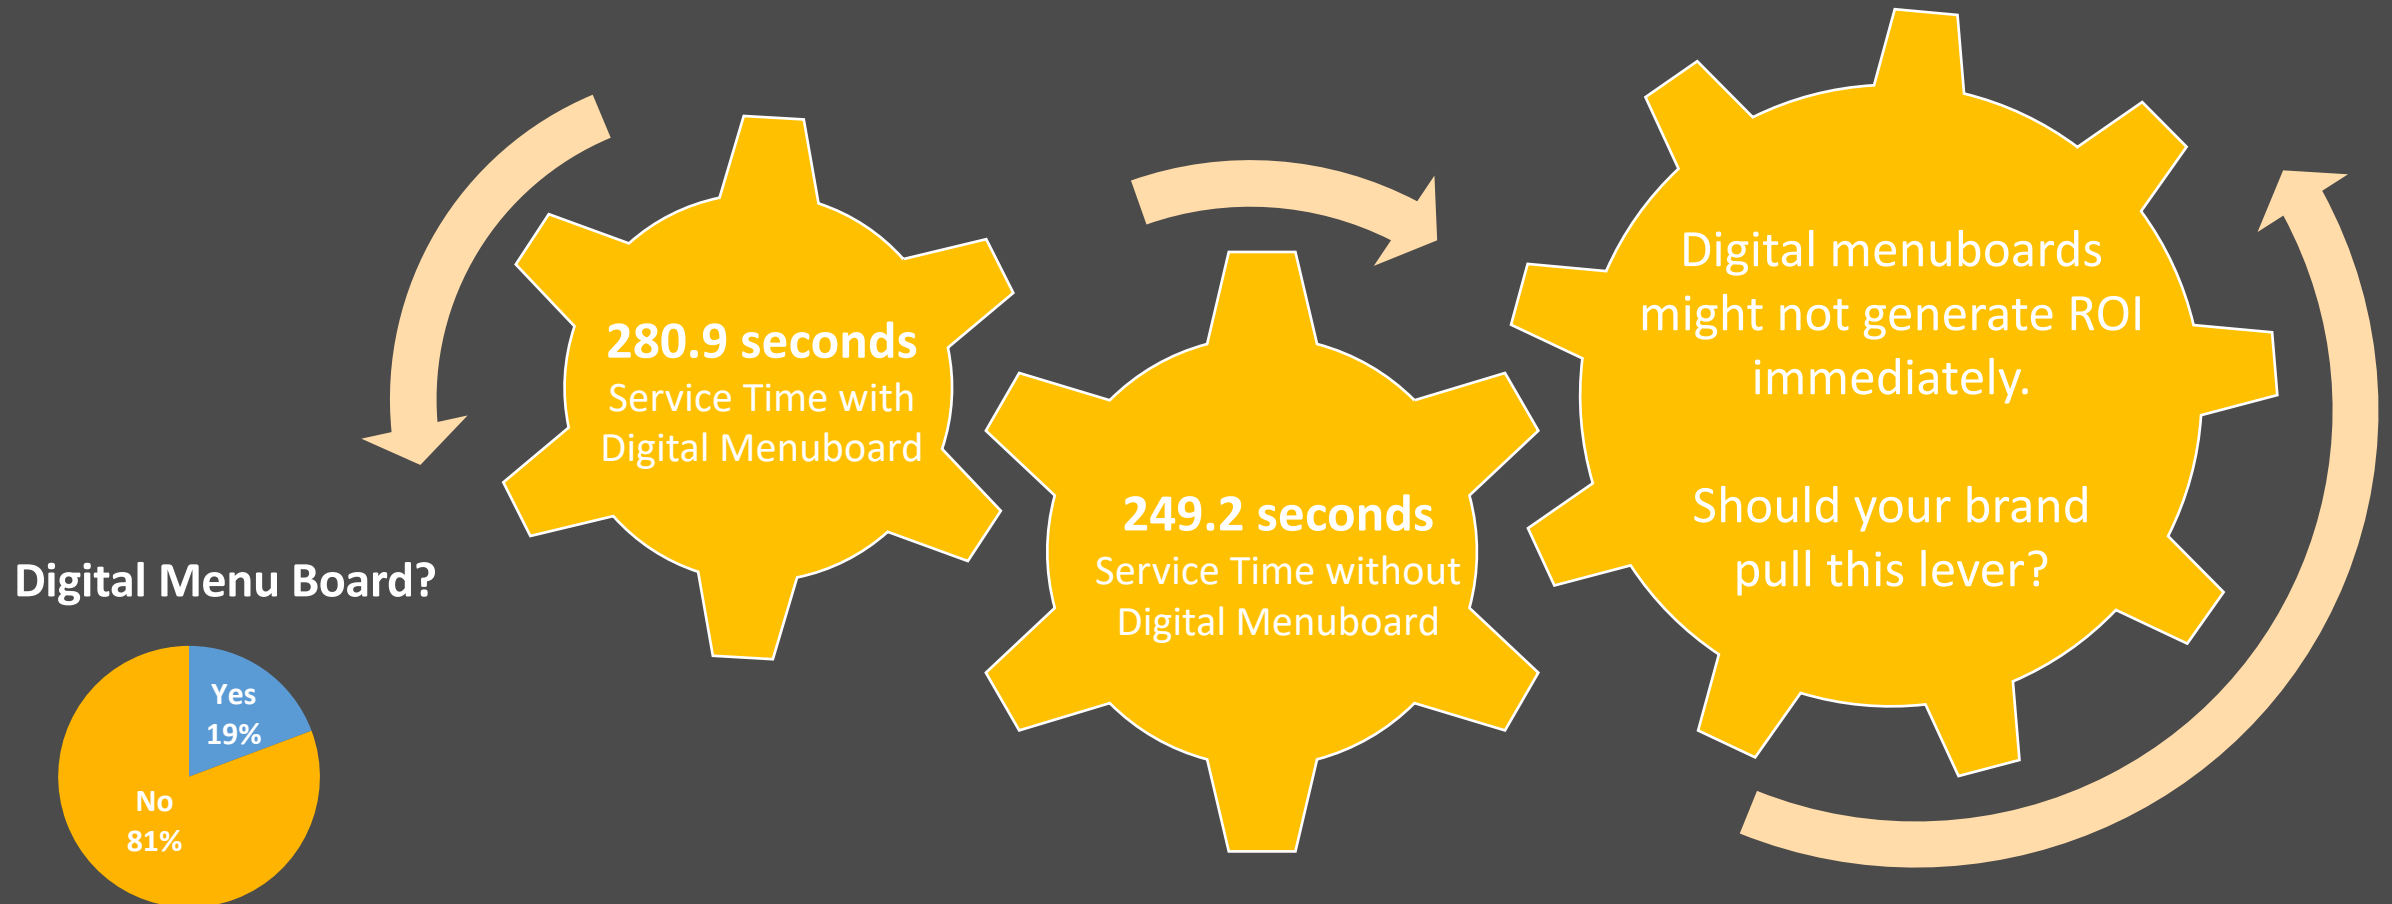 280.9 seconds
Service Time with
Digital Menuboard
249.2 seconds
Service Time without
Digital Menuboard
Digital menuboards
might not generate ROI
immediately.
Should your brand
pull this lever?
Digital Menu Board?
Yes
19%
No
81%